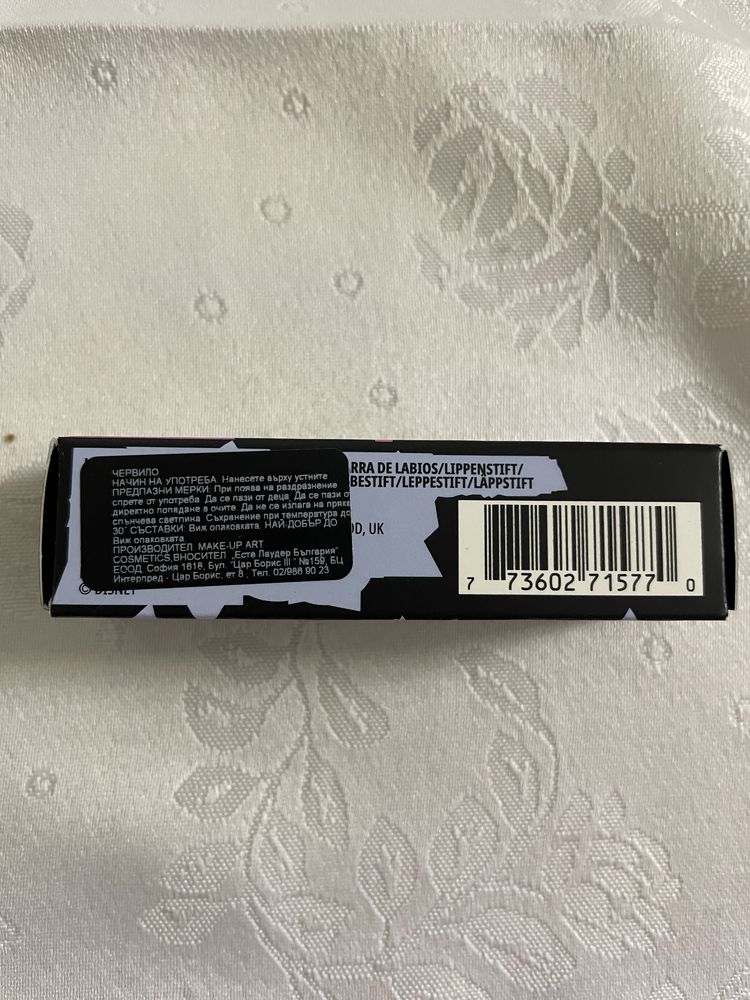 ЧЕРВИЛО
НАЧИН НА УПОТРЕБА Нанесете върху устните
ПРЕДПАЗНИ МЕРКИ: При поява на раздразнение
спрете от употреба. Да се пази от деца. Да се пази от
директно попадане в очите. Да не се излага на пряка
слънчева светлина. Съхранение при температура до
30° СЪСТАВКИ: Виж опаковката. НАЙ-ДОБЪР ДО
Виж опаковката
ПРОИЗВОДИТЕЛ MAKE-UP ART
COSMETICS,ВНОСИТЕЛ „Есте Лаудер България"
ЕООД, София 1618, Бул. "Цар Борис III " №159, БЦ
Интерпред - Цар Борис, ет 8 , Тел. 02/986 90 23
ARRA DE LABIOS/LIPPENSTIFT/
BESTIFT/LEPPESTIFT/LÄPPSTIFT
OD, UK
© DISNEY
7 73602 71577 0